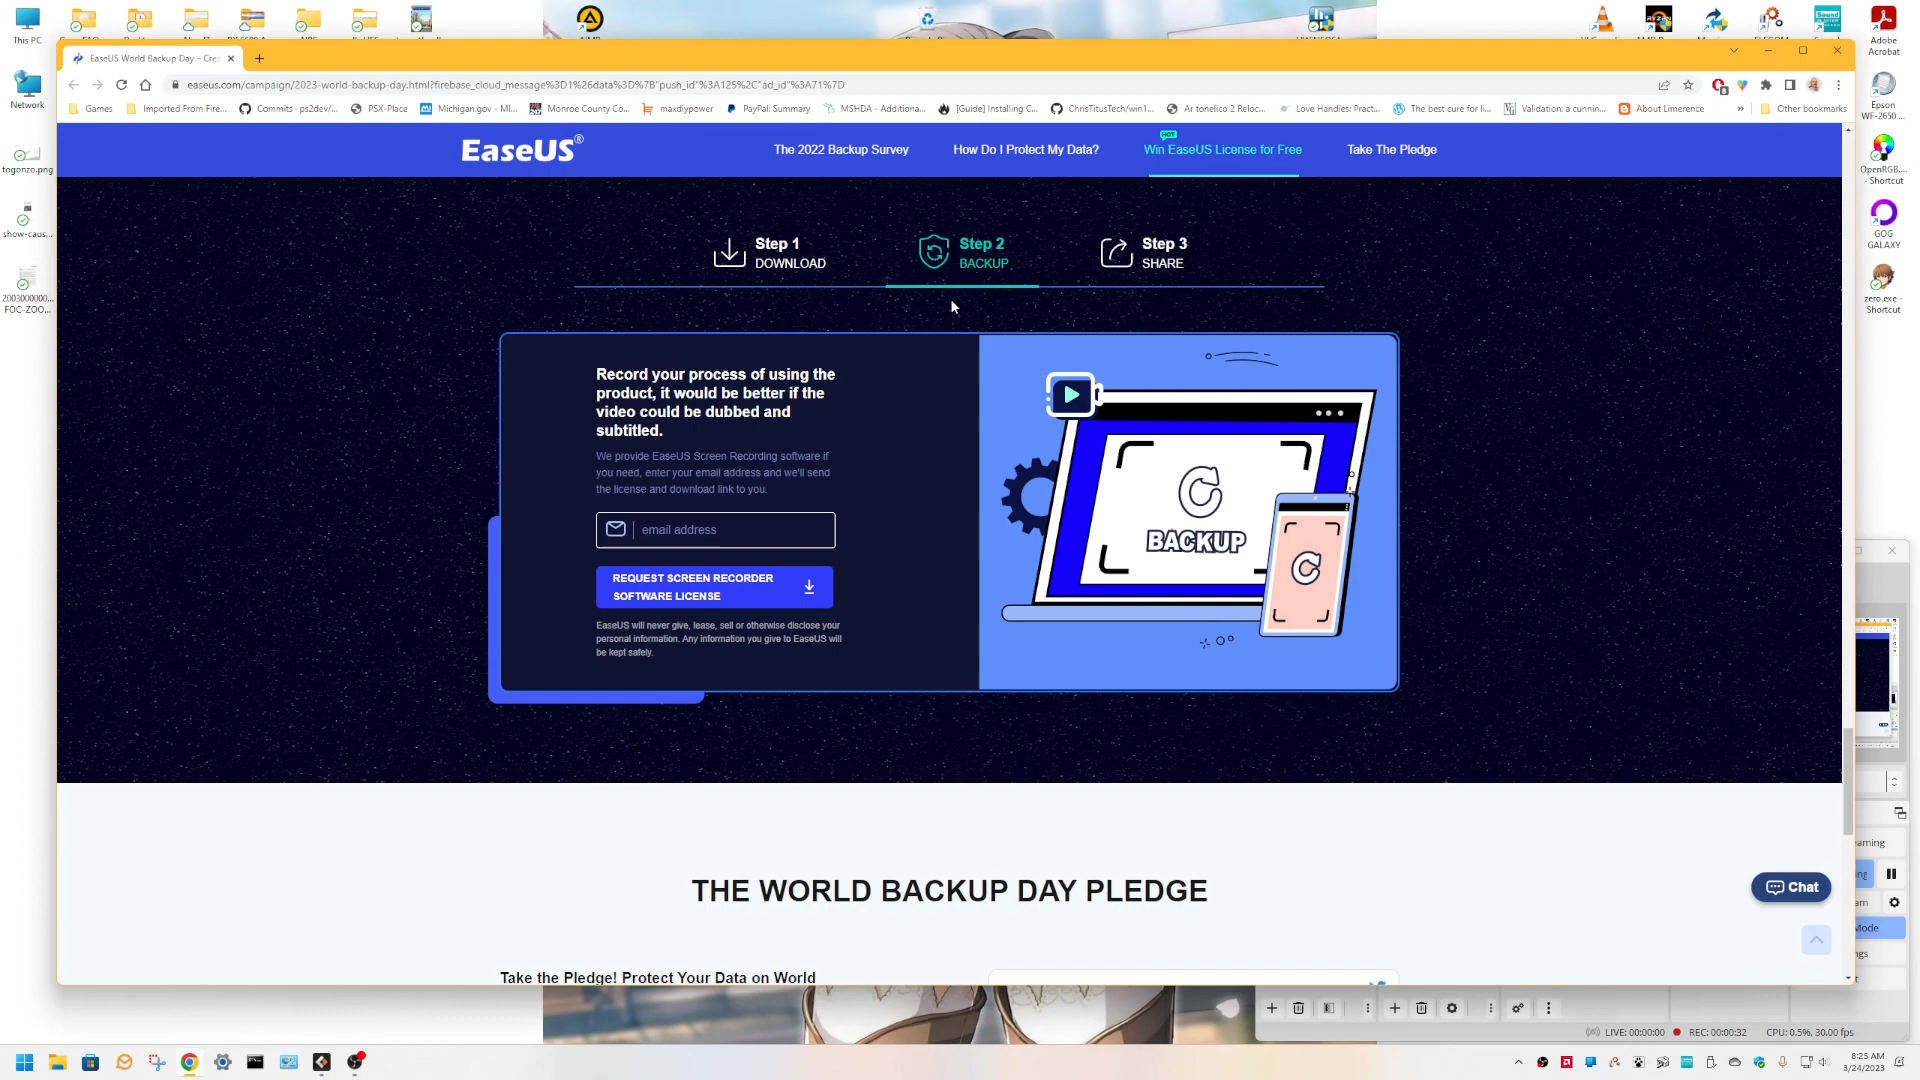 This PC
Network
togonzo.png
show-caus...
2003000000...
FOC-ZOO...
Adobe
Acrobat
Epson
WF-2650 ...
OpenRGB....
- Shortcut
GOG
GALAXY
zero.exe -
Shortcut
EaseUS World Backup Day – Cre
easeus.com/campaign/2023-world-backup-day.html?firebase_cloud_message%3D1%26data%3D%7B"push_id"%3A125%2C"ad_id"%3A71%7D
Games
Imported From Fire...
Commits · ps2dev/...
PSX-Place
Michigan.gov - MI...
Monroe County Co...
maxdiypower
PayPal: Summary
MSHDA - Additiona...
[Guide] Installing C...
ChrisTitusTech/win1...
Ar tonelico 2 Reloc...
Love Handles: Pract...
The best cure for li...
Validation: a cunnin...
About Limerence
»
Other bookmarks
EaseUS®
The 2022 Backup Survey
How Do I Protect My Data?
HOT
Win EaseUS License for Free
Take The Pledge
Step 1
DOWNLOAD
Step 2
BACKUP
Step 3
SHARE
Record your process of using the
product, it would be better if the
video could be dubbed and
subtitled.
We provide EaseUS Screen Recording software if
you need, enter your email address and we'll send
the license and download link to you.
email address
REQUEST SCREEN RECORDER
SOFTWARE LICENSE
EaseUS will never give, lease, sell or otherwise disclose your
personal information. Any information you give to EaseUS will
be kept safely.
BACKUP
THE WORLD BACKUP DAY PLEDGE
Chat
Take the Pledge! Protect Your Data on World
LIVE: 00:00:00
REC: 00:00:32
CPU: 0.5%, 30.00 fps
8:25 AM
3/24/2023